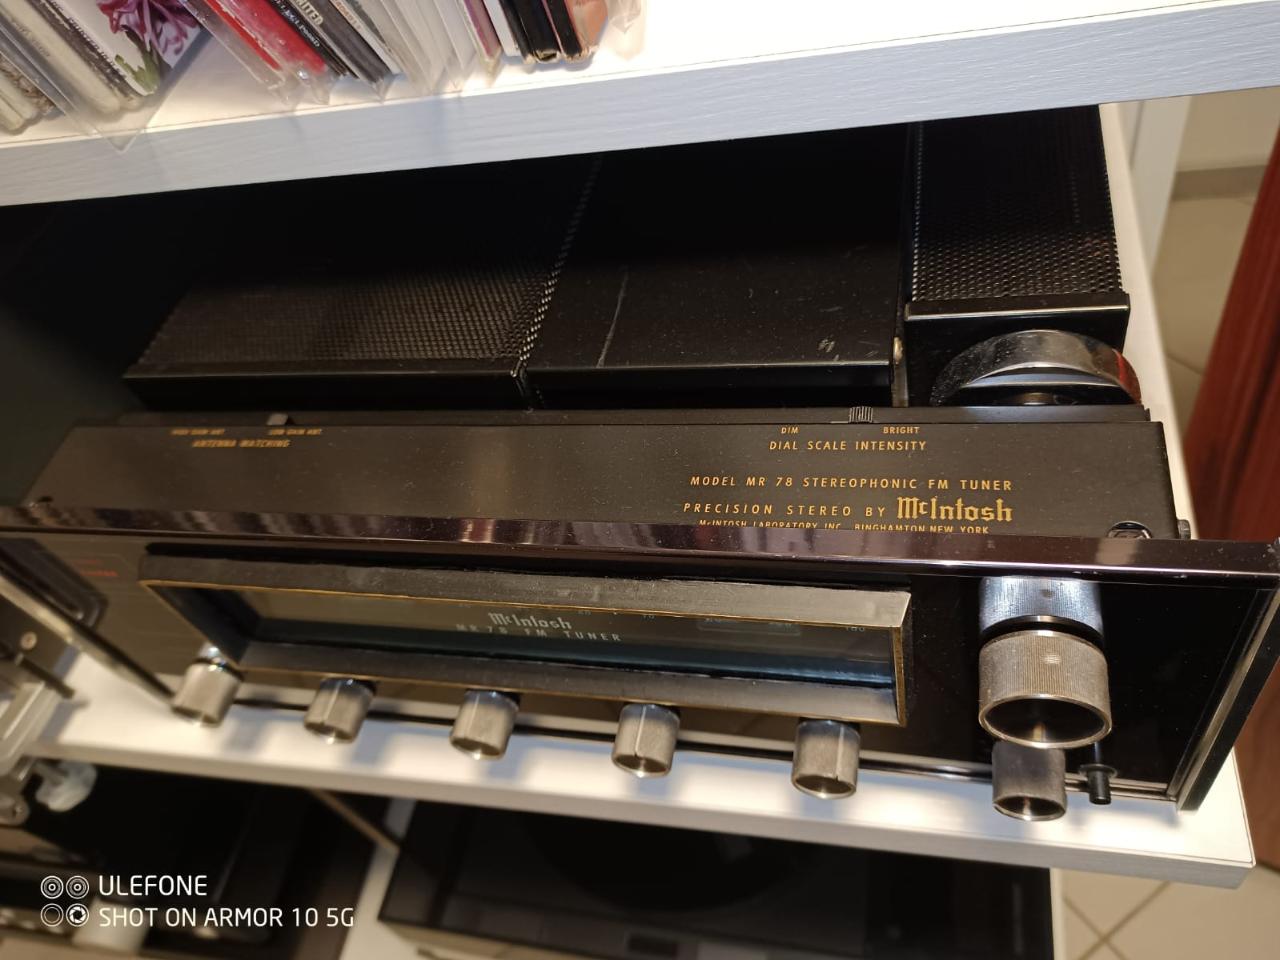 DIM BRIGHT
DIAL SCALE INTENSITY
ANTENNA MATCHING
MODEL MR 78 STEREOPHONIC FM TUNER
PRECISION STEREO BY McIntosh
McINTOSH LABORATORY INC. BINGHAMTON NEW YORK
McIntosh
MR 78 FM TUNER
ULEFONE
SHOT ON ARMOR 10 5G